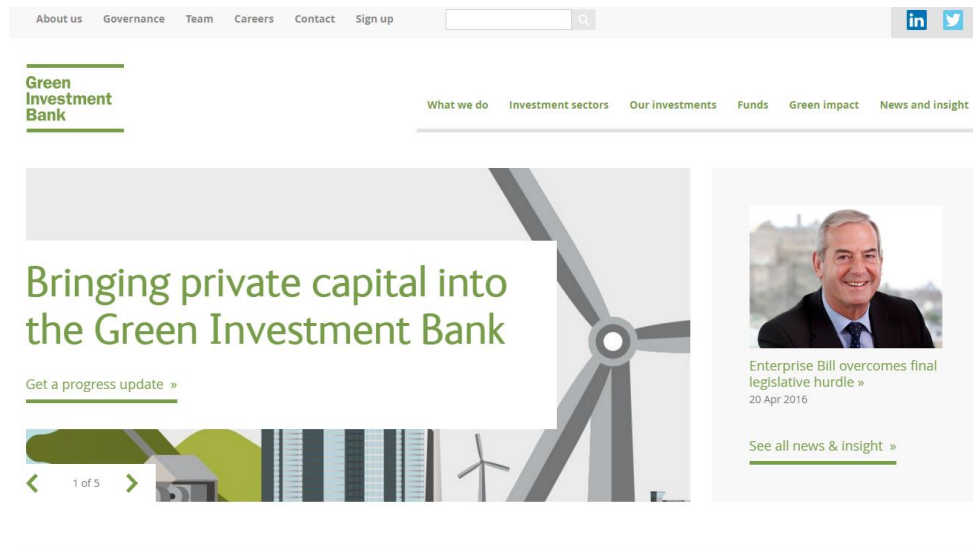 About us Governance Team Careers Contact Sign up
in
Green
Investment
Bank
What we do Investment sectors Our investments Funds Green impact News and insight
Bringing private capital into
the Green Investment Bank
Get a progress update »
1 of 5
Enterprise Bill overcomes final
legislative hurdle »
20 Apr 2016
See all news & insight »